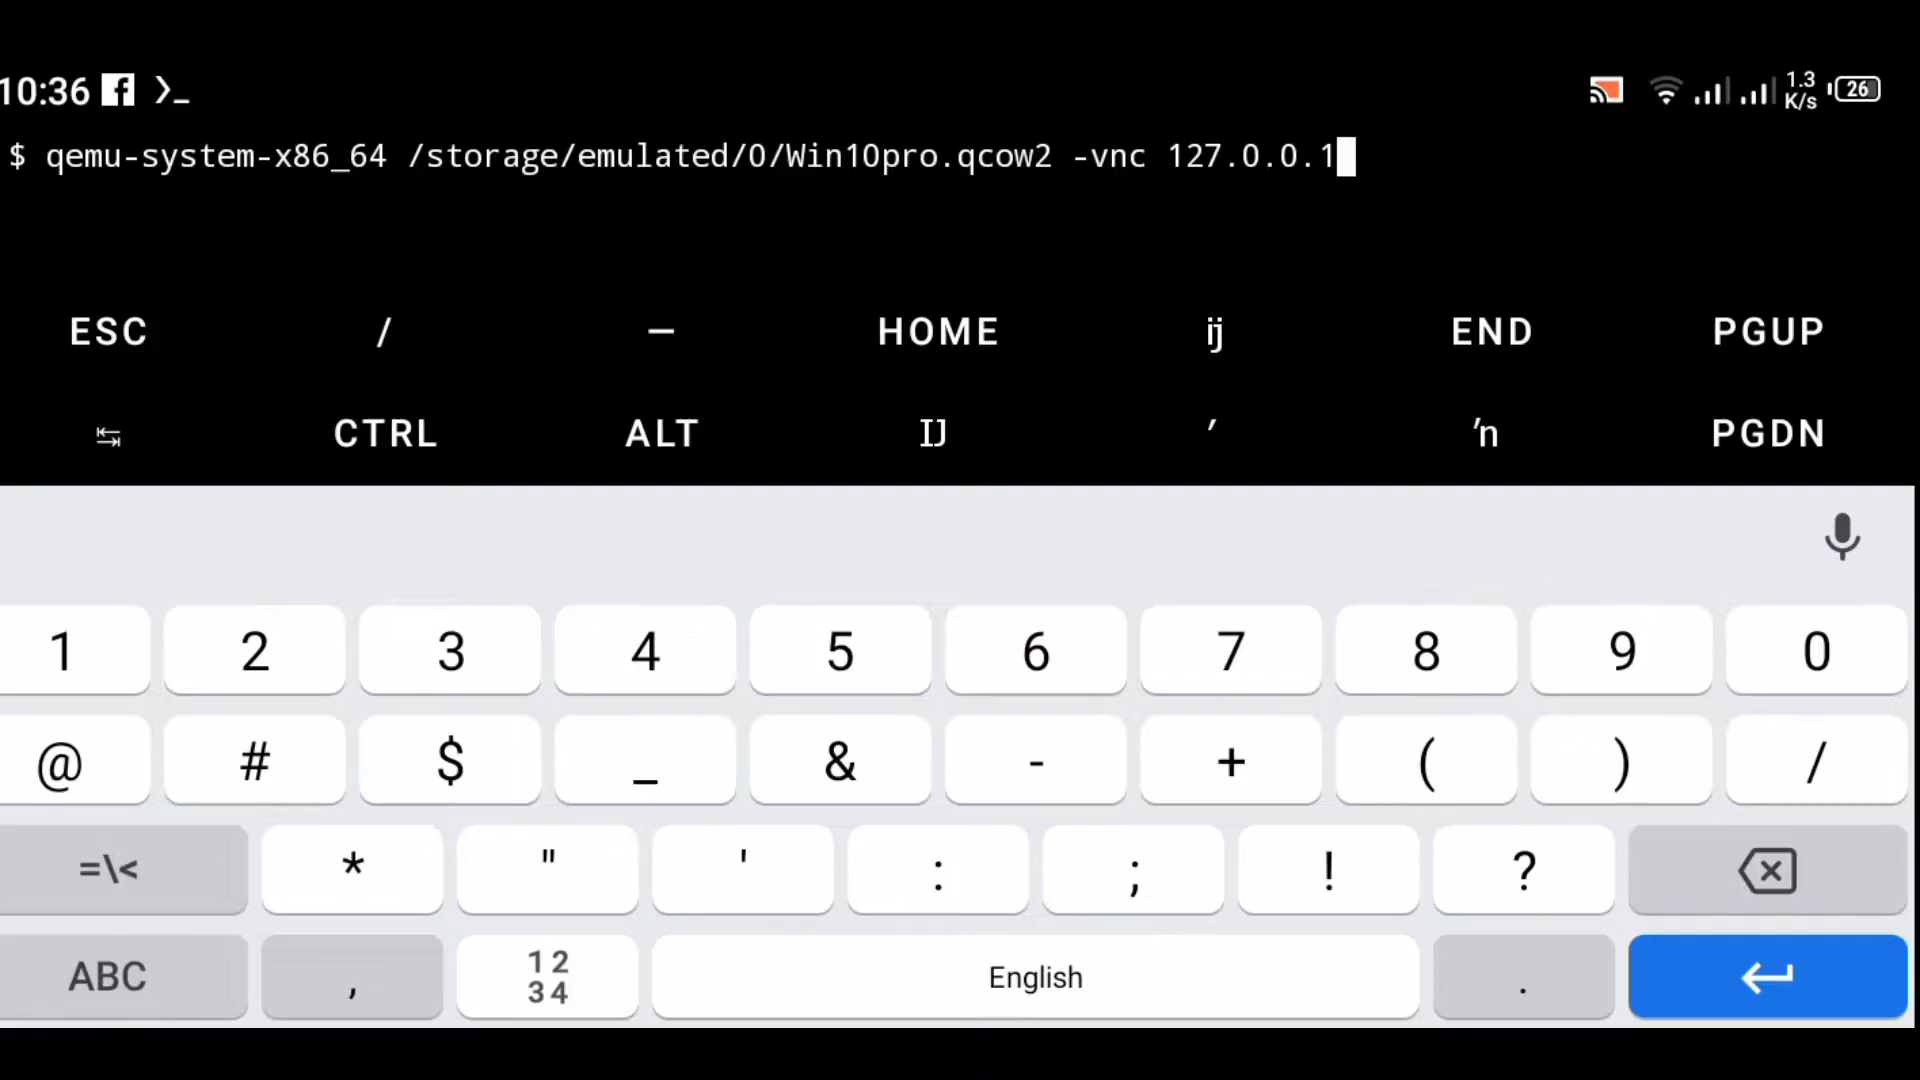 10:36 1.3 K/s 26
$ qemu-system-x86_64 /storage/emulated/0/Win10pro.qcow2 -vnc 127.0.0.1
ESC / — HOME ĳ END PGUP
↹ CTRL ALT Ĳ ′ ŉ PGDN
1 2 3 4 5 6 7 8 9 0
@ # $ _ & - + ( ) /
=\< * " ' : ; ! ?
ABC , 12 34 English .